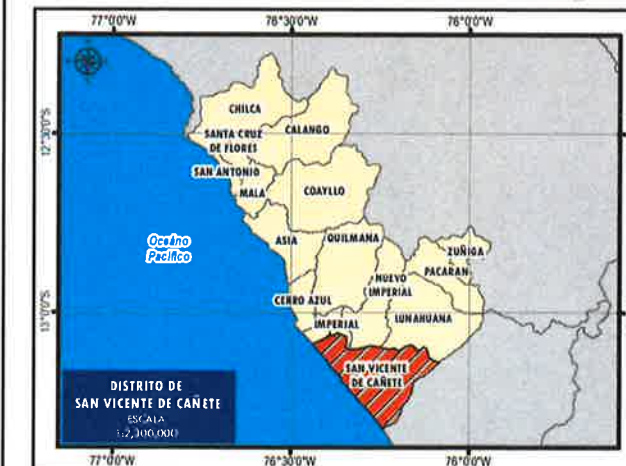 77°0'0"W 76°30'0"W 76°0'0"W
12°30'0"S
13°0'0"S
CHILCA
SANTA CRUZ
DE FLORES
CALANGO
SAN ANTONIO
MALA
COAYLLO
ASIA
QUILMANA
ZUÑIGA
PACARAN
NUEVO
IMPERIAL
CERRO AZUL
IMPERIAL
LUNAHUANA
SAN VICENTE
DE CAÑETE
Océano
Pacífico
DISTRITO DE
SAN VICENTE DE CAÑETE
ESCALA
1:2,300,000
77°0'0"W 76°30'0"W 76°0'0"W